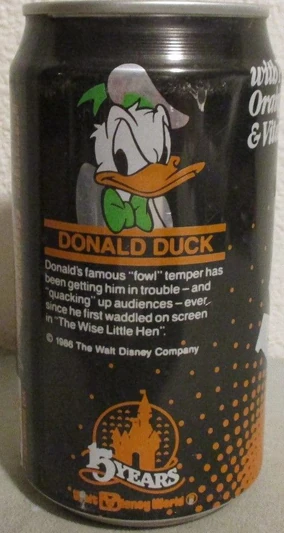 with
& Vit
DONALD DUCK
Donald's famous "fowl" temper has
been getting him in trouble – and
"quacking" up audiences – ever
since he first waddled on screen
in "The Wise Little Hen".
© 1986 The Walt Disney Company
15 YEARS
Walt Disney World ®